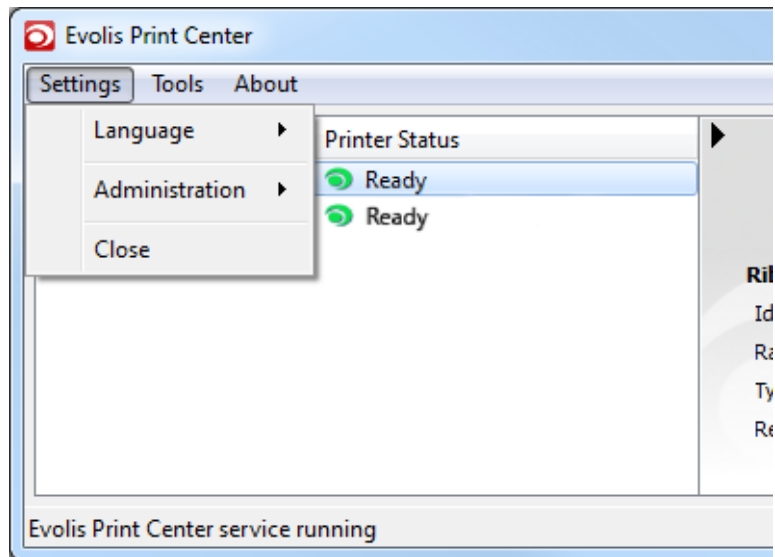 Evolis Print Center
Settings Tools About
Language
Printer Status
Administration
Ready
Ready
Close
Evolis Print Center service running